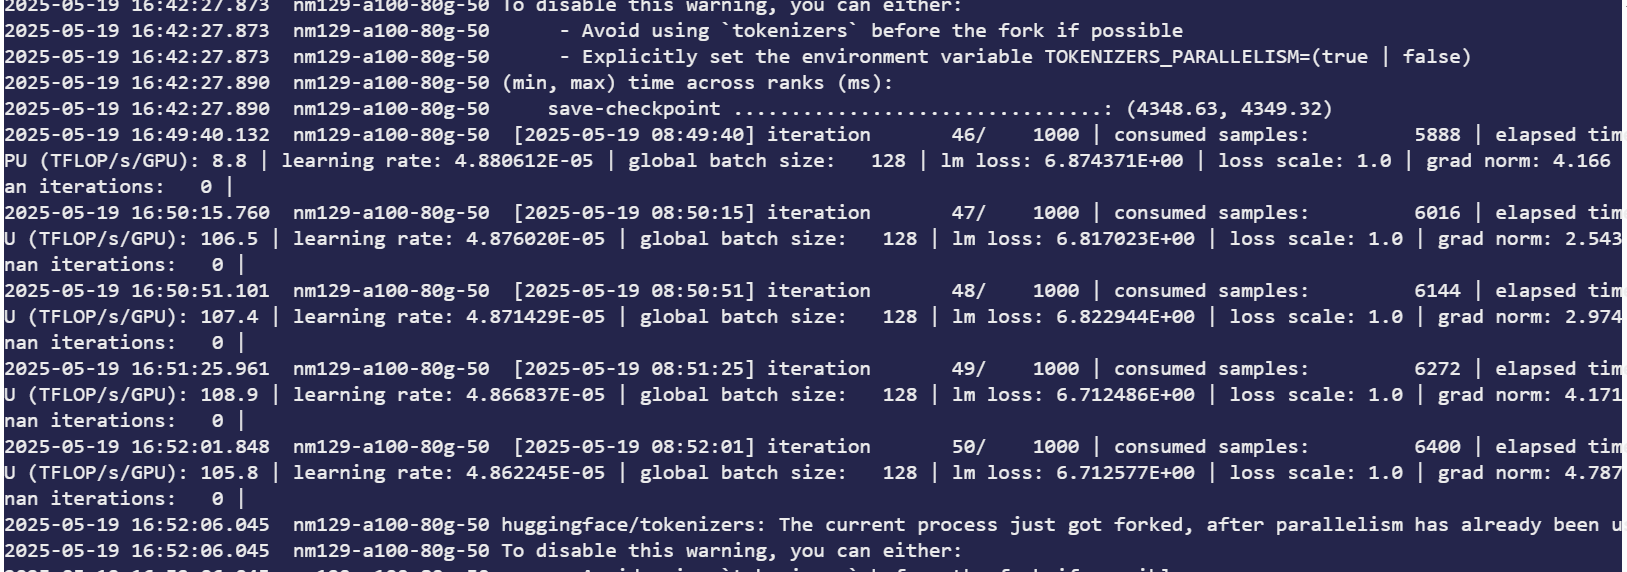 2025-05-19 16:42:27.873  nm129-a100-80g-50 To disable this warning, you can either:
2025-05-19 16:42:27.873  nm129-a100-80g-50      - Avoid using `tokenizers` before the fork if possible
2025-05-19 16:42:27.873  nm129-a100-80g-50      - Explicitly set the environment variable TOKENIZERS_PARALLELISM=(true | false)
2025-05-19 16:42:27.890  nm129-a100-80g-50 (min, max) time across ranks (ms):
2025-05-19 16:42:27.890  nm129-a100-80g-50     save-checkpoint ................................: (4348.63, 4349.32)
2025-05-19 16:49:40.132  nm129-a100-80g-50  [2025-05-19 08:49:40] iteration       46/    1000 | consumed samples:         5888 | elapsed tim
PU (TFLOP/s/GPU): 8.8 | learning rate: 4.880612E-05 | global batch size:   128 | lm loss: 6.874371E+00 | loss scale: 1.0 | grad norm: 4.166
an iterations:   0 |
2025-05-19 16:50:15.760  nm129-a100-80g-50  [2025-05-19 08:50:15] iteration       47/    1000 | consumed samples:         6016 | elapsed tim
U (TFLOP/s/GPU): 106.5 | learning rate: 4.876020E-05 | global batch size:   128 | lm loss: 6.817023E+00 | loss scale: 1.0 | grad norm: 2.543
nan iterations:   0 |
2025-05-19 16:50:51.101  nm129-a100-80g-50  [2025-05-19 08:50:51] iteration       48/    1000 | consumed samples:         6144 | elapsed tim
U (TFLOP/s/GPU): 107.4 | learning rate: 4.871429E-05 | global batch size:   128 | lm loss: 6.822944E+00 | loss scale: 1.0 | grad norm: 2.974
nan iterations:   0 |
2025-05-19 16:51:25.961  nm129-a100-80g-50  [2025-05-19 08:51:25] iteration       49/    1000 | consumed samples:         6272 | elapsed tim
U (TFLOP/s/GPU): 108.9 | learning rate: 4.866837E-05 | global batch size:   128 | lm loss: 6.712486E+00 | loss scale: 1.0 | grad norm: 4.171
nan iterations:   0 |
2025-05-19 16:52:01.848  nm129-a100-80g-50  [2025-05-19 08:52:01] iteration       50/    1000 | consumed samples:         6400 | elapsed tim
U (TFLOP/s/GPU): 105.8 | learning rate: 4.862245E-05 | global batch size:   128 | lm loss: 6.712577E+00 | loss scale: 1.0 | grad norm: 4.787
nan iterations:   0 |
2025-05-19 16:52:06.045  nm129-a100-80g-50 huggingface/tokenizers: The current process just got forked, after parallelism has already been u
2025-05-19 16:52:06.045  nm129-a100-80g-50 To disable this warning, you can either: